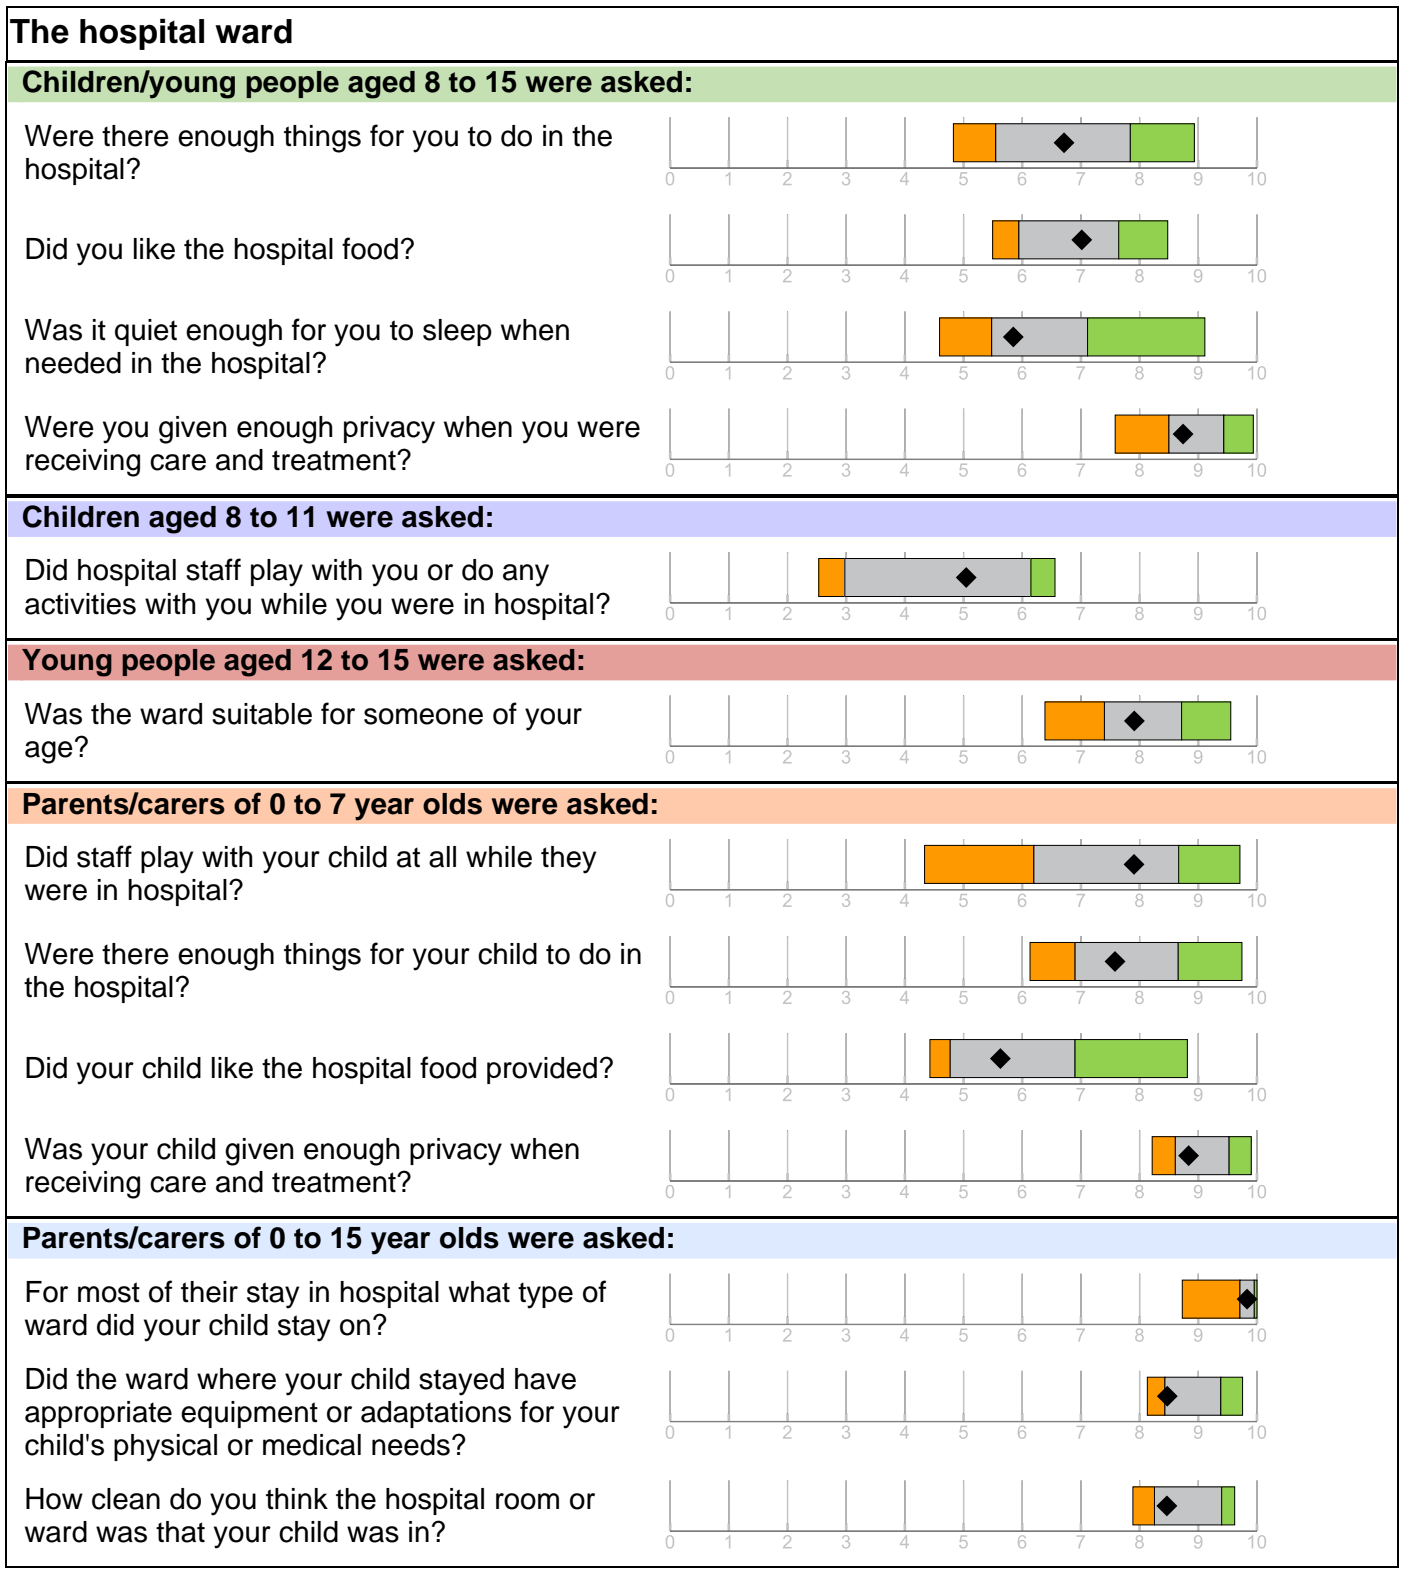 The hospital ward
Children/young people aged 8 to 15 were asked:
Were there enough things for you to do in the
hospital?
0 1 2 3 4 5 6 7 8 9 10
Did you like the hospital food?
0 1 2 3 4 5 6 7 8 9 10
Was it quiet enough for you to sleep when
needed in the hospital?
0 1 2 3 4 5 6 7 8 9 10
Were you given enough privacy when you were
receiving care and treatment?
0 1 2 3 4 5 6 7 8 9 10
Children aged 8 to 11 were asked:
Did hospital staff play with you or do any
activities with you while you were in hospital?
0 1 2 3 4 5 6 7 8 9 10
Young people aged 12 to 15 were asked:
Was the ward suitable for someone of your
age?
0 1 2 3 4 5 6 7 8 9 10
Parents/carers of 0 to 7 year olds were asked:
Did staff play with your child at all while they
were in hospital?
0 1 2 3 4 5 6 7 8 9 10
Were there enough things for your child to do in
the hospital?
0 1 2 3 4 5 6 7 8 9 10
Did your child like the hospital food provided?
0 1 2 3 4 5 6 7 8 9 10
Was your child given enough privacy when
receiving care and treatment?
0 1 2 3 4 5 6 7 8 9 10
Parents/carers of 0 to 15 year olds were asked:
For most of their stay in hospital what type of
ward did your child stay on?
0 1 2 3 4 5 6 7 8 9 10
Did the ward where your child stayed have
appropriate equipment or adaptations for your
child's physical or medical needs?
0 1 2 3 4 5 6 7 8 9 10
How clean do you think the hospital room or
ward was that your child was in?
0 1 2 3 4 5 6 7 8 9 10